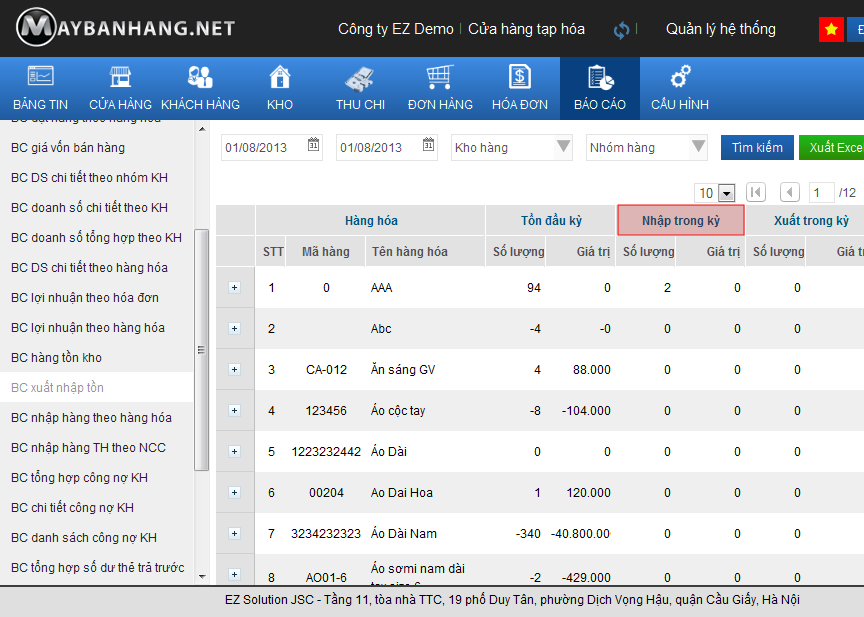 MAYBANHANG.NET
Công ty EZ Demo | Cửa hàng tạp hóa | Quản lý hệ thống
BẢNG TIN CỬA HÀNG KHÁCH HÀNG KHO THU CHI ĐƠN HÀNG HÓA ĐƠN BÁO CÁO CẤU HÌNH
BC đặt hàng theo hàng hóa
BC giá vốn bán hàng
BC DS chi tiết theo nhóm KH
BC doanh số chi tiết theo KH
BC doanh số tổng hợp theo KH
BC DS chi tiết theo hàng hóa
BC lợi nhuận theo hóa đơn
BC lợi nhuận theo hàng hóa
BC hàng tồn kho
BC xuất nhập tồn
BC nhập hàng theo hàng hóa
BC nhập hàng TH theo NCC
BC tổng hợp công nợ KH
BC chi tiết công nợ KH
BC danh sách công nợ KH
BC tổng hợp số dư thẻ trả trước
01/08/2013 01/08/2013 Kho hàng Nhóm hàng Tìm kiếm Xuất Exce
10 1 /12
Hàng hóa Tồn đầu kỳ Nhập trong kỳ Xuất trong kỳ
STT Mã hàng Tên hàng hóa Số lượng Giá trị Số lượng Giá trị Số lượng Giá tr
1 0 AAA 94 0 2 0 0
2 Abc -4 -0 0 0 0
3 CA-012 Ăn sáng GV 4 88.000 0 0 0
4 123456 Áo cộc tay -8 -104.000 0 0 0
5 1223232442 Áo Dài 0 0 0 0 0
6 00204 Ao Dai Hoa 1 120.000 0 0 0
7 3234232323 Áo Dài Nam -340 -40.800.00 0 0 0
8 AO01-6 Áo sơmi nam dài -2 -429.000 0 0 0
tay size 6
EZ Solution JSC - Tầng 11, tòa nhà TTC, 19 phố Duy Tân, phường Dịch Vọng Hậu, quận Cầu Giấy, Hà Nội